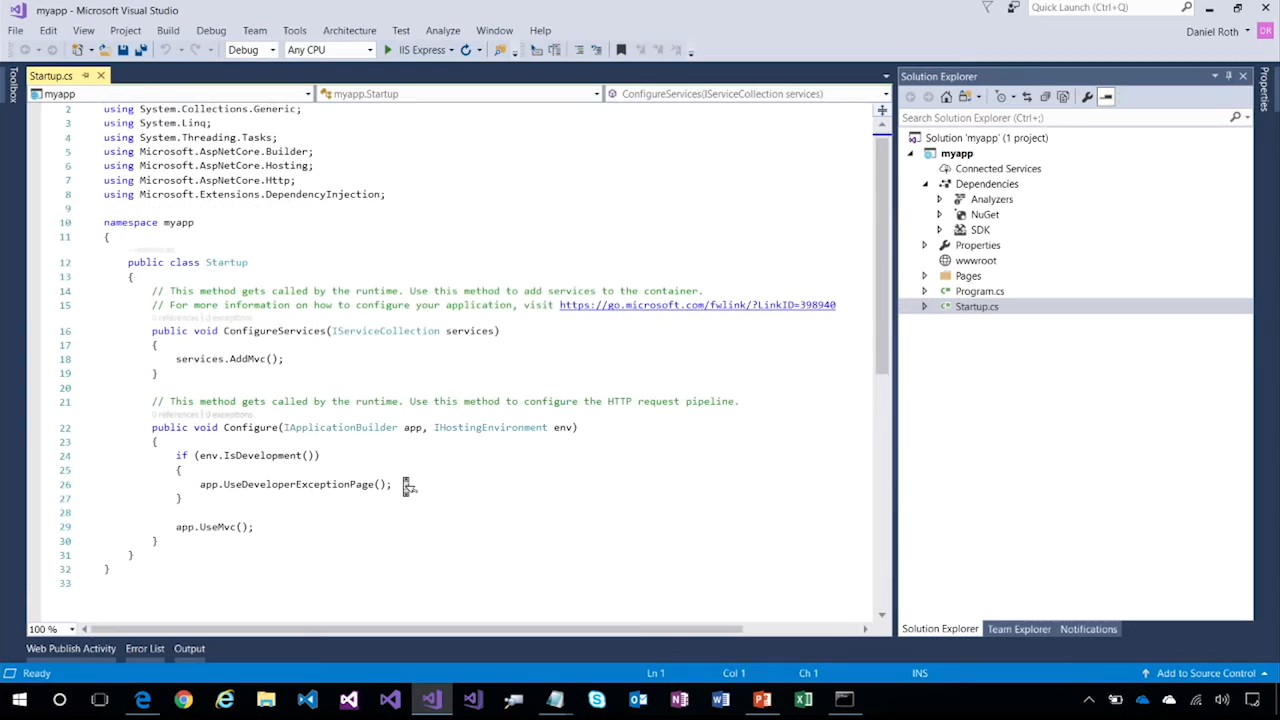 myapp - Microsoft Visual Studio
Quick Launch (Ctrl+Q)
File Edit View Project Build Debug Team Tools Architecture Test Analyze Window Help
Daniel Roth DR
Debug Any CPU IIS Express
Toolbox
Startup.cs
myapp myapp.Startup ConfigureServices(IServiceCollection services)
2 using System.Collections.Generic;
3 using System.Linq;
4 using System.Threading.Tasks;
5 using Microsoft.AspNetCore.Builder;
6 using Microsoft.AspNetCore.Hosting;
7 using Microsoft.AspNetCore.Http;
8 using Microsoft.Extensions.DependencyInjection;
9
10 namespace myapp
11 {
12 public class Startup
13 {
14 // This method gets called by the runtime. Use this method to add services to the container.
15 // For more information on how to configure your application, visit https://go.microsoft.com/fwlink/?LinkID=398940
0 references | 0 exceptions
16 public void ConfigureServices(IServiceCollection services)
17 {
18 services.AddMvc();
19 }
20
21 // This method gets called by the runtime. Use this method to configure the HTTP request pipeline.
0 references | 0 exceptions
22 public void Configure(IApplicationBuilder app, IHostingEnvironment env)
23 {
24 if (env.IsDevelopment())
25 {
26 app.UseDeveloperExceptionPage();
27 }
28
29 app.UseMvc();
30 }
31 }
32 }
33
100 %
Solution Explorer
Search Solution Explorer (Ctrl+;)
Solution 'myapp' (1 project)
myapp
Connected Services
Dependencies
Analyzers
NuGet
SDK
Properties
wwwroot
Pages
Program.cs
Startup.cs
Solution Explorer Team Explorer Notifications
Properties
Web Publish Activity Error List Output
Ready Ln 1 Col 1 Ch 1 INS Add to Source Control